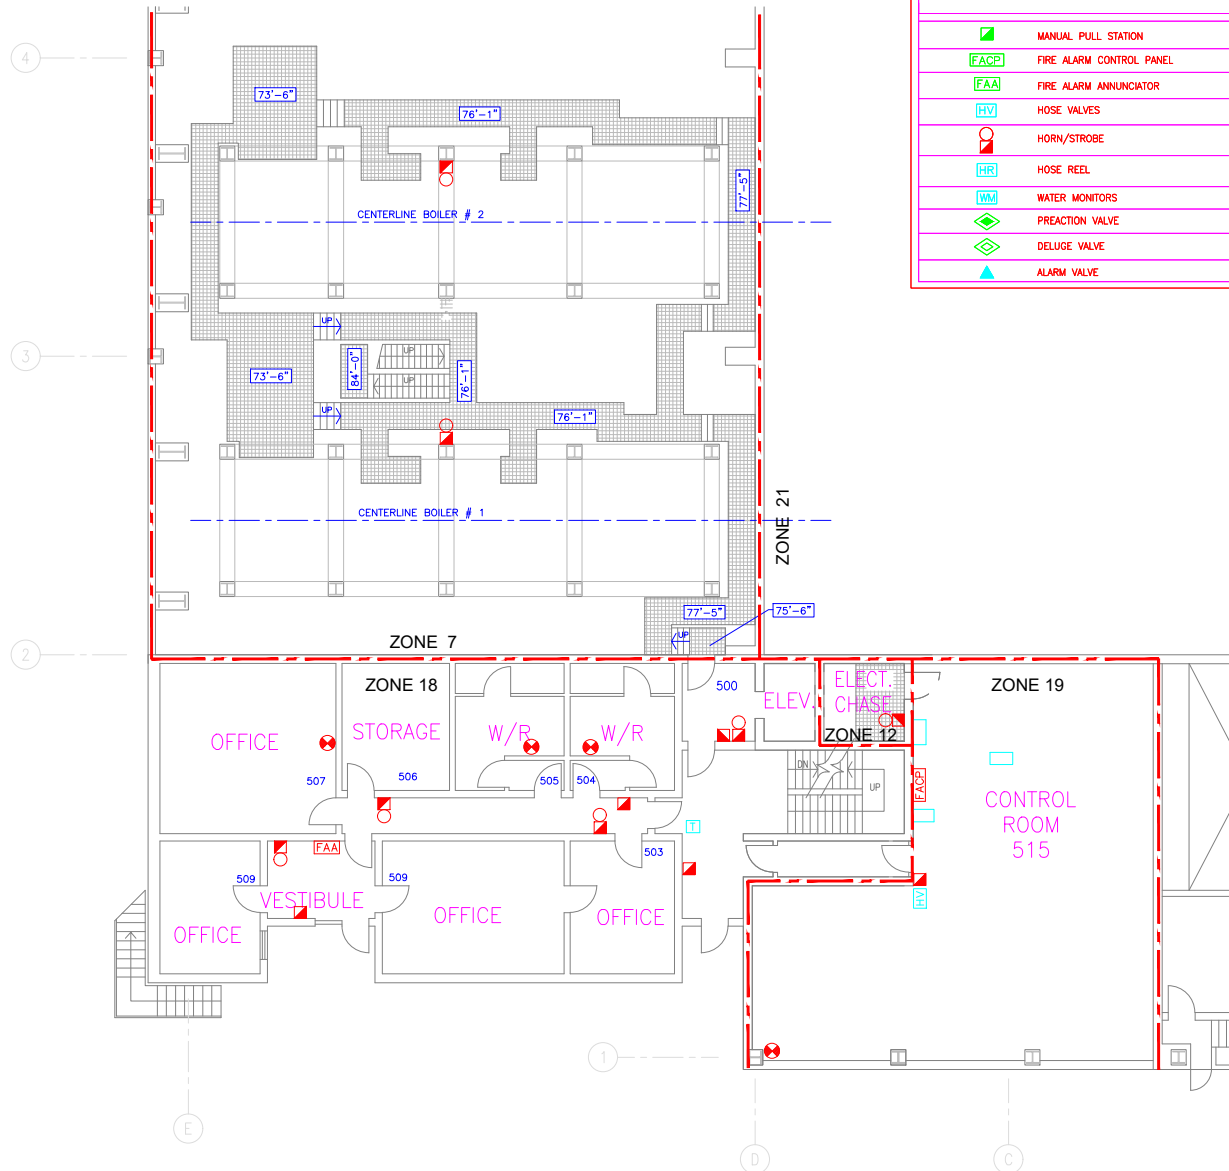 MANUAL PULL STATION
FACP FIRE ALARM CONTROL PANEL
FAA FIRE ALARM ANNUNCIATOR
HV HOSE VALVES
HORN/STROBE
HR HOSE REEL
WM WATER MONITORS
PREACTION VALVE
DELUGE VALVE
ALARM VALVE
4
73'-6"
76'-1"
77'-5"
CENTERLINE BOILER # 2
3
UP
UP
84'-0"
76'-1"
73'-6"
UP
UP
76'-1"
CENTERLINE BOILER # 1
ZONE 21
77'-5"
75'-6"
UP
2
ZONE 7
ZONE 18
500
ELEV.
ELECT.
CHASE
ZONE 12
ZONE 19
OFFICE
STORAGE
W/R
W/R
507
506
505
504
DN
UP
FACP
CONTROL
ROOM
515
T
FAA
503
509
509
VESTIBULE
HV
OFFICE
OFFICE
OFFICE
1
E
D
C